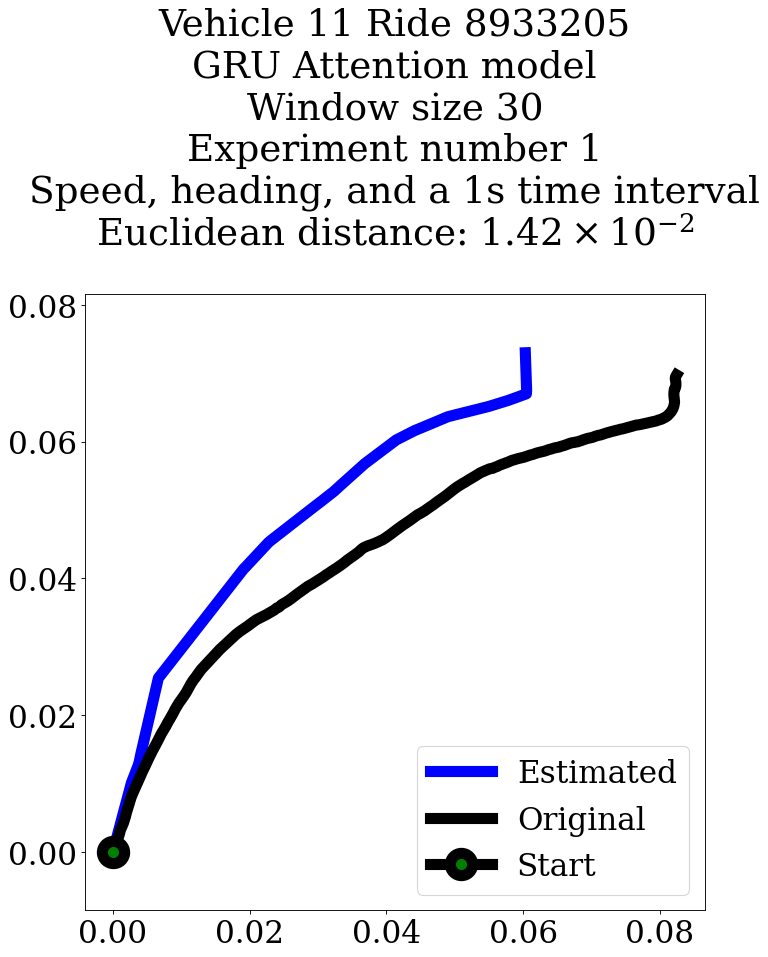 Vehicle 11 Ride 8933205
GRU Attention model
Window size 30
Experiment number 1
Speed, heading, and a 1s time interval
Euclidean distance: 1.42 × 10⁻²
0.08
0.06
0.04
0.02
0.00
Estimated
Original
Start
0.00 0.02 0.04 0.06 0.08